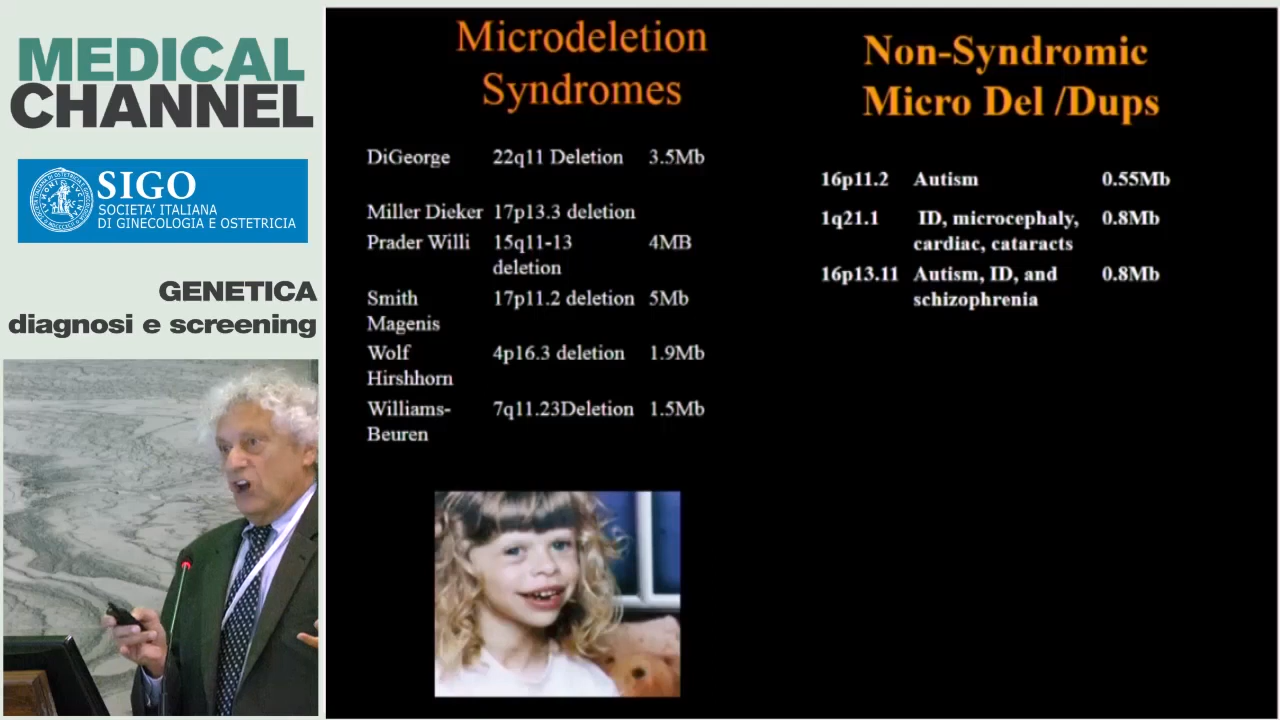 MEDICAL
CHANNEL
SIGO
SOCIETA' ITALIANA
DI GINECOLOGIA E OSTETRICIA
GENETICA
diagnosi e screening
Microdeletion
Syndromes
DiGeorge 22q11 Deletion 3.5Mb
Miller Dieker 17p13.3 deletion
Prader Willi 15q11-13 4MB
deletion
Smith 17p11.2 deletion 5Mb
Magenis
Wolf 4p16.3 deletion 1.9Mb
Hirshhorn
Williams- 7q11.23Deletion 1.5Mb
Beuren
Non-Syndromic
Micro Del /Dups
16p11.2 Autism 0.55Mb
1q21.1 ID, microcephaly, 0.8Mb
cardiac, cataracts
16p13.11 Autism, ID, and 0.8Mb
schizophrenia